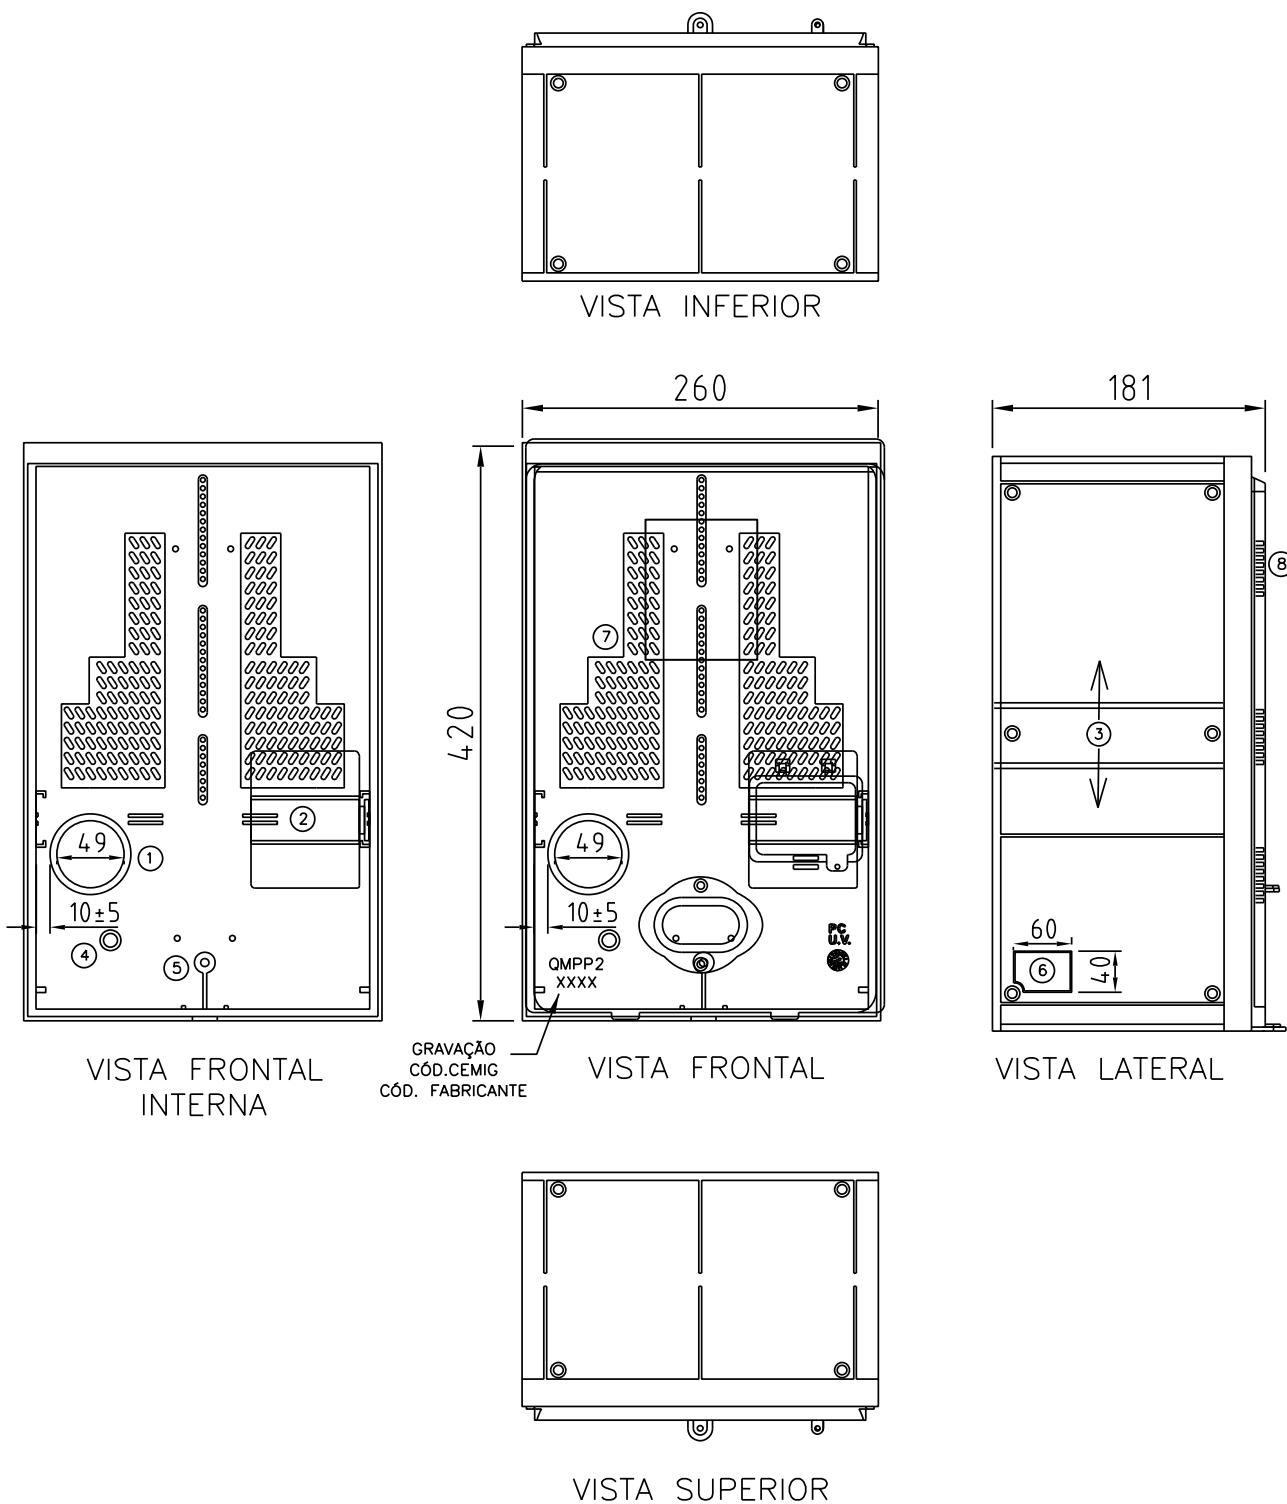 VISTA INFERIOR
260
181
8
7
3
420
2
49
1
49
10±5
10±5
4
5
PC
U.V.
QMPP2
XXXX
60
6
40
GRAVAÇÃO
CÓD.CEMIG
CÓD. FABRICANTE
VISTA FRONTAL
INTERNA
VISTA FRONTAL
VISTA LATERAL
VISTA SUPERIOR